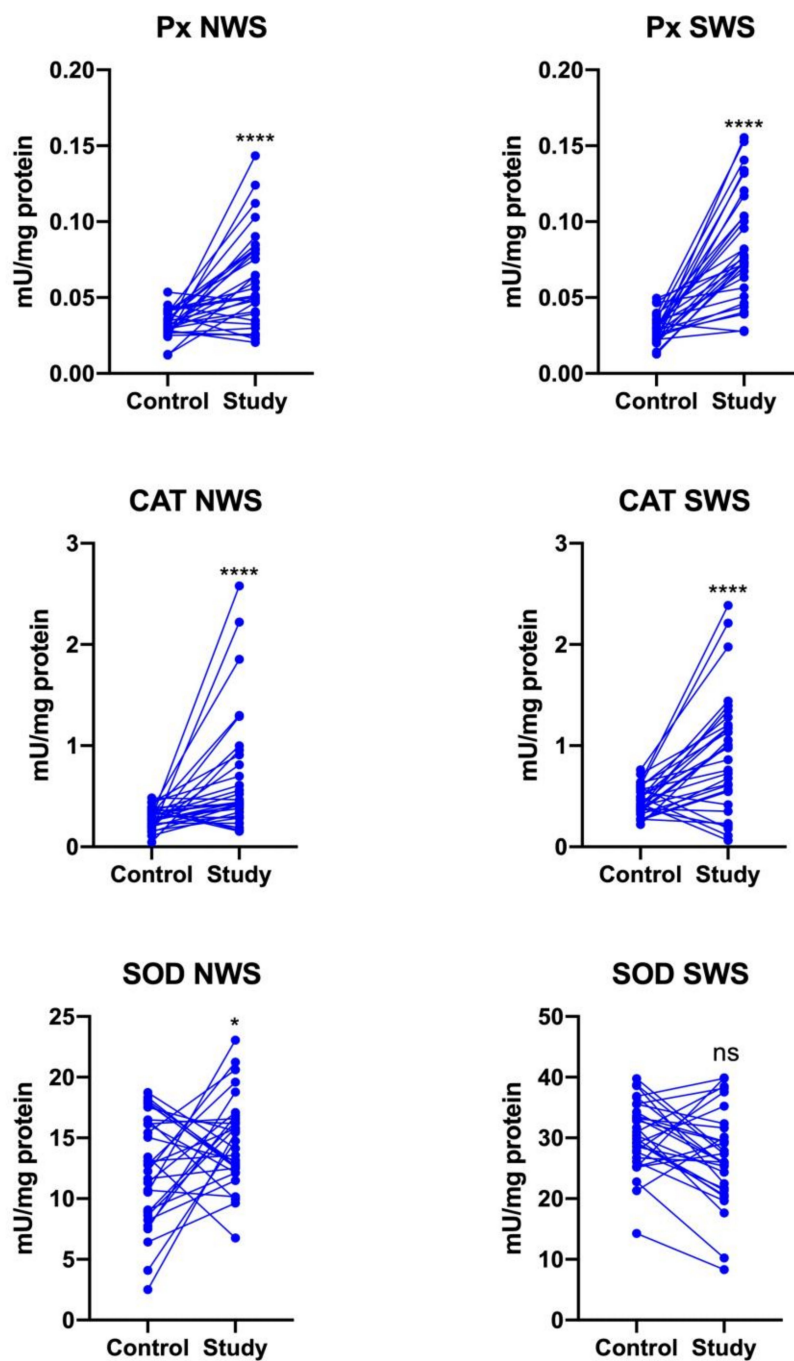 Px NWS
Px SWS
0.20
0.15
0.10
0.05
0.00
mU/mg protein
****
Control Study
0.20
0.15
0.10
0.05
0.00
mU/mg protein
****
Control Study
CAT NWS
CAT SWS
3
2
1
0
mU/mg protein
****
Control Study
3
2
1
0
mU/mg protein
****
Control Study
SOD NWS
SOD SWS
25
20
15
10
5
0
mU/mg protein
*
Control Study
50
40
30
20
10
0
mU/mg protein
ns
Control Study